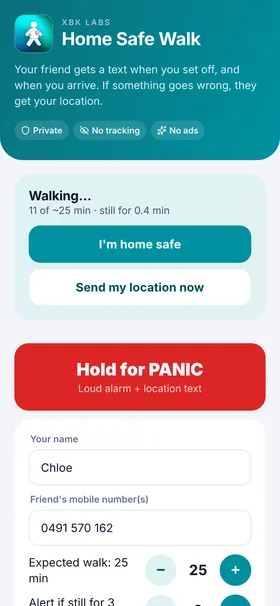 XBK LABS
Home Safe Walk
Your friend gets a text when you set off, and
when you arrive. If something goes wrong, they
get your location.
Private
No tracking
No ads
Walking...
11 of ~25 min · still for 0.4 min
I'm home safe
Send my location now
Hold for PANIC
Loud alarm + location text
Your name
Chloe
Friend's mobile number(s)
0491 570 162
Expected walk: 25
min
− 25 +
Alert if still for 3